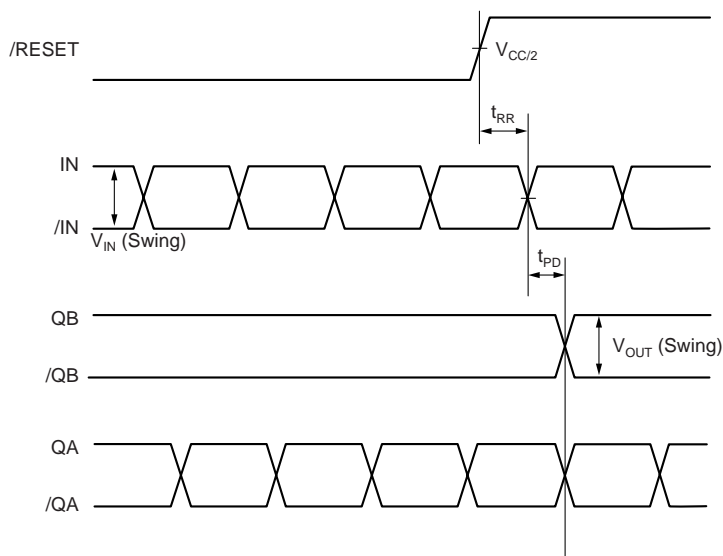 /RESET
VCC/2
tRR
IN
/IN
VIN (Swing)
tPD
QB
VOUT (Swing)
/QB
QA
/QA